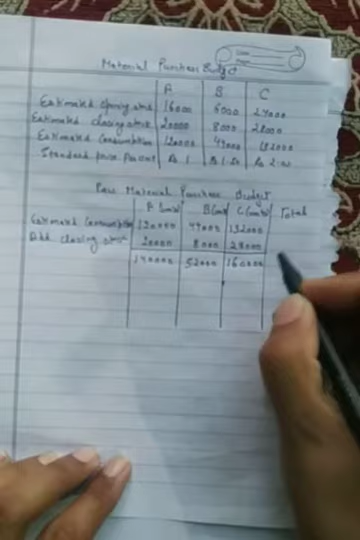 Material Purchase Budget
A B C
Estimated opening stock 16000 6000 24000
Estimated closing stock 20000 8000 28000
Estimated Consumption 120000 44000 132000
Standard price Per unit Rs 1 Rs 1.50 Rs 2.00
Raw Material Purchase Budget
A (units) B (units) C (units) Total
Estimated Consumption 120000 44000 132000
Add closing stock 20000 8000 28000
140000 52000 160000